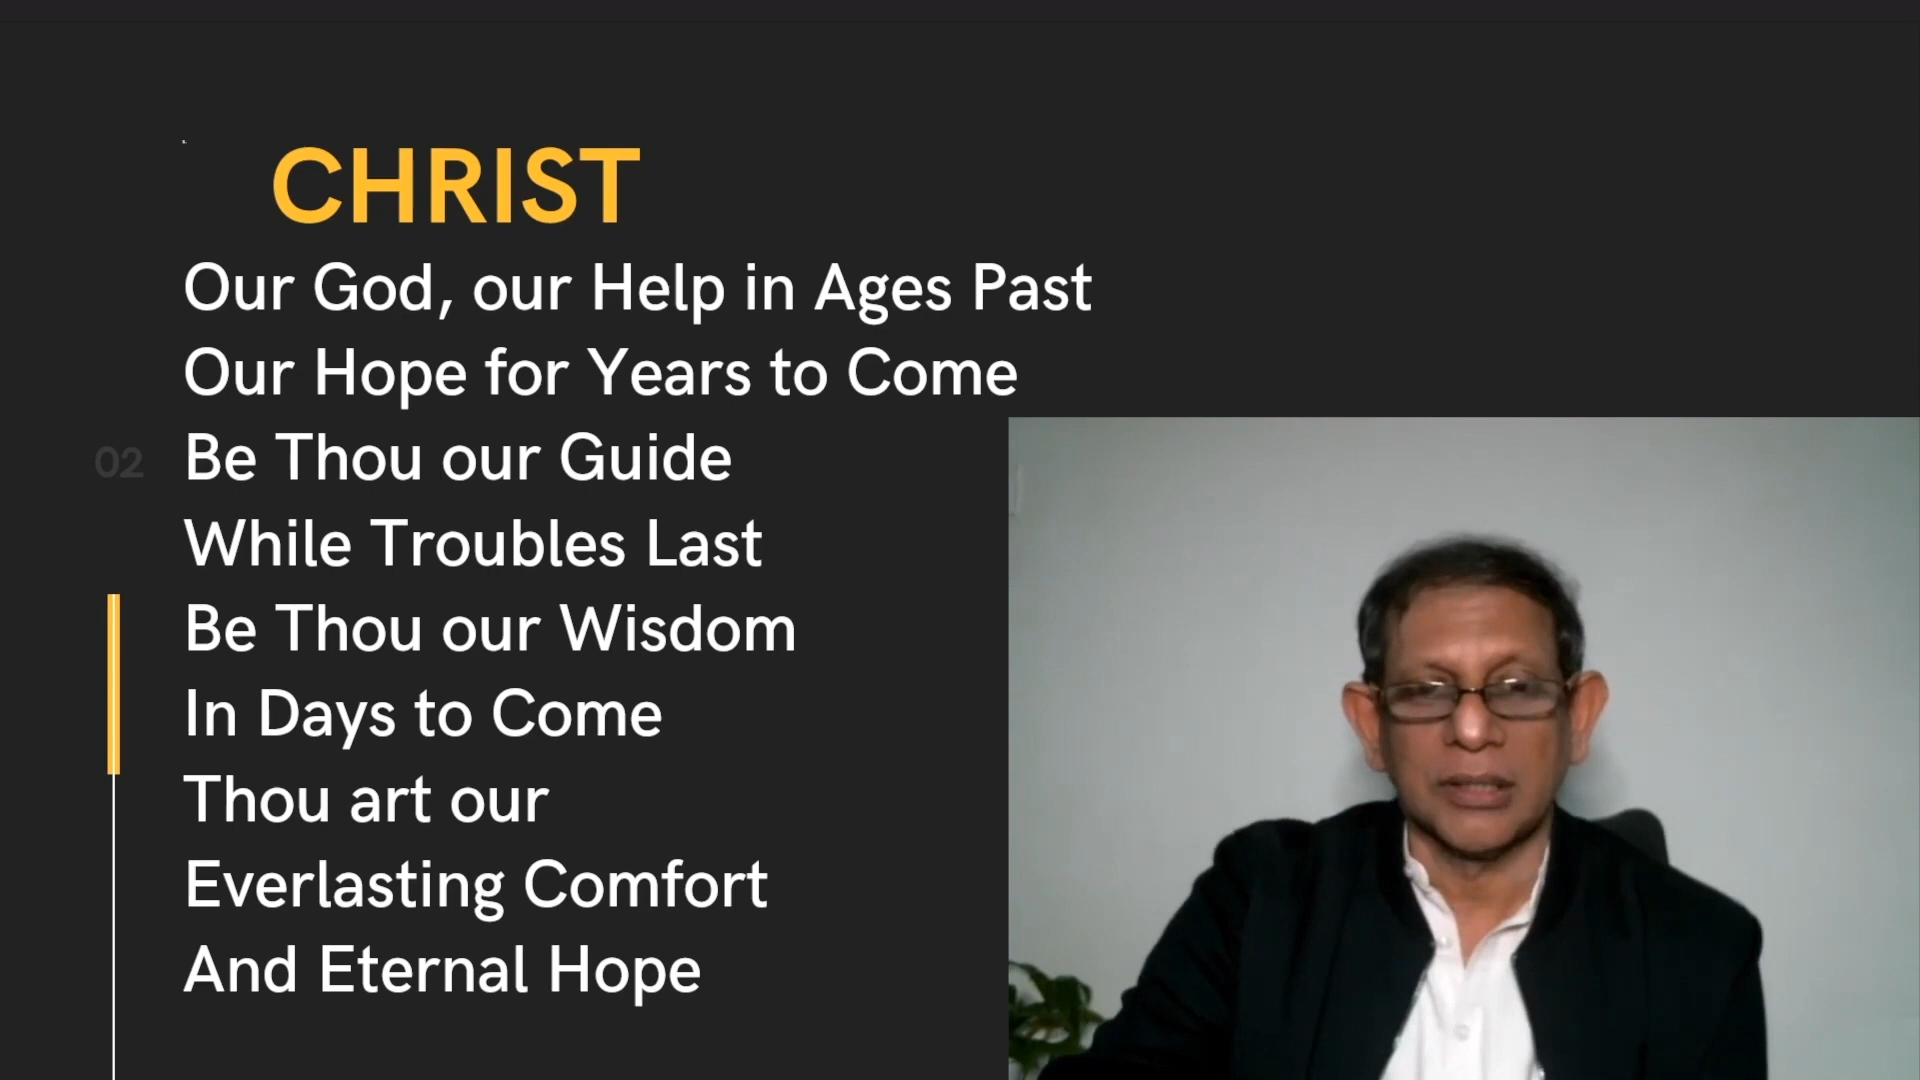 CHRIST
Our God, our Help in Ages Past
Our Hope for Years to Come
02
Be Thou our Guide
While Troubles Last
Be Thou our Wisdom
In Days to Come
Thou art our
Everlasting Comfort
And Eternal Hope